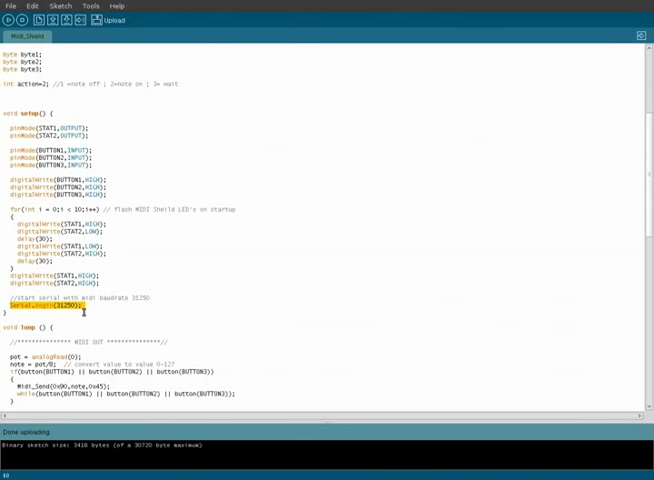 File Edit Sketch Tools Help
Upload
Midi_Shield
byte byte1;
byte byte2;
byte byte3;
int action=2; //1 =note off ; 2=note on ; 3= wait
void setup() {
pinMode(STAT1,OUTPUT);
pinMode(STAT2,OUTPUT);
pinMode(BUTTON1,INPUT);
pinMode(BUTTON2,INPUT);
pinMode(BUTTON3,INPUT);
digitalWrite(BUTTON1,HIGH);
digitalWrite(BUTTON2,HIGH);
digitalWrite(BUTTON3,HIGH);
for(int i = 0;i < 10;i++) // flash MIDI Sheild LED's on startup
{
digitalWrite(STAT1,HIGH);
digitalWrite(STAT2,LOW);
delay(30);
digitalWrite(STAT1,LOW);
digitalWrite(STAT2,HIGH);
delay(30);
}
digitalWrite(STAT1,HIGH);
digitalWrite(STAT2,HIGH);
//start serial with midi baudrate 31250
Serial.begin(31250);
}
void loop () {
//*************** MIDI OUT ***************//
pot = analogRead(0);
note = pot/8; // convert value to value 0-127
if(button(BUTTON1) || button(BUTTON2) || button(BUTTON3))
{
Midi_Send(0x90,note,0x45);
while(button(BUTTON1) || button(BUTTON2) || button(BUTTON3));
}
Done uploading.
Binary sketch size: 3416 bytes (of a 30720 byte maximum)